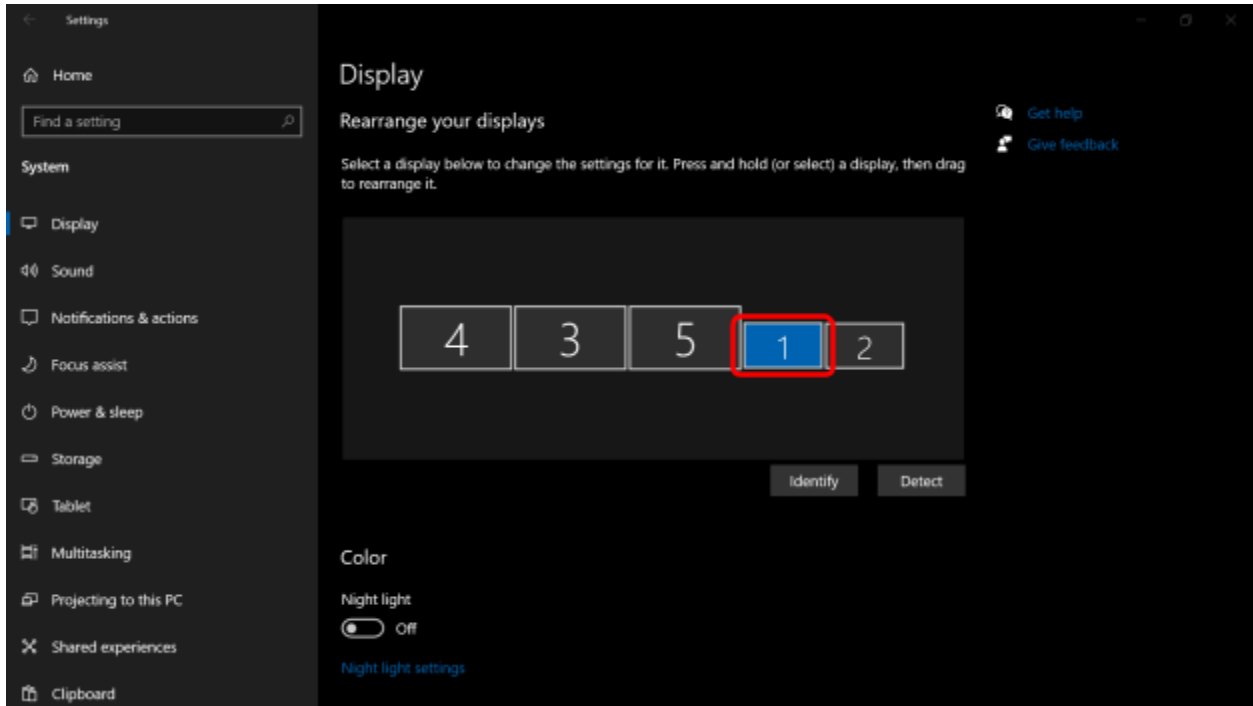 Settings
Home
Find a setting
System
Display
Sound
Notifications & actions
Focus assist
Power & sleep
Storage
Tablet
Multitasking
Projecting to this PC
Shared experiences
Clipboard
Display
Rearrange your displays
Select a display below to change the settings for it. Press and hold (or select) a display, then drag
to rearrange it.
4 3 5 1 2
Identify Detect
Color
Night light
Off
Night light settings
Get help
Give feedback